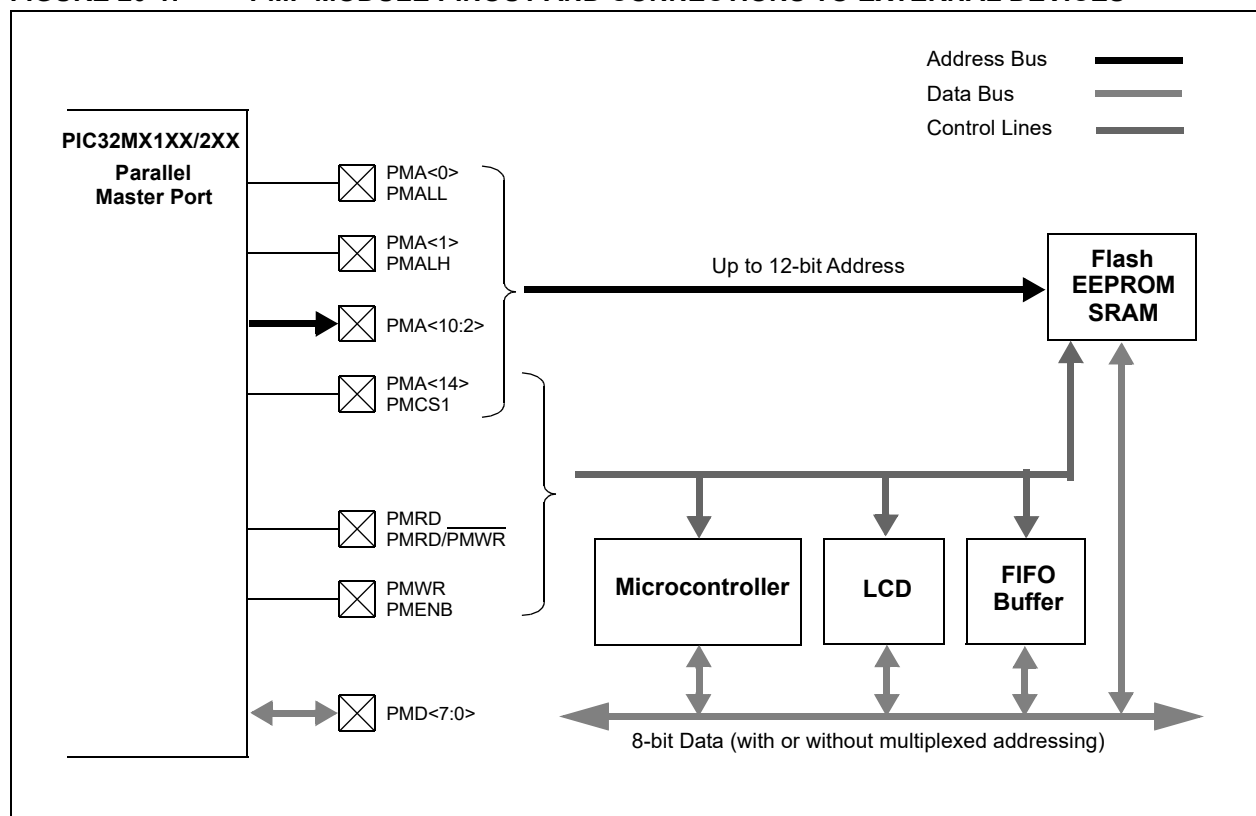 Address Bus
Data Bus
Control Lines
PIC32MX1XX/2XX
Parallel
Master Port
PMA<0>
PMALL
PMA<1>
PMALH
PMA<10:2>
PMA<14>
PMCS1
PMRD
PMRD/PMWR
PMWR
PMENB
PMD<7:0>
Up to 12-bit Address
Flash
EEPROM
SRAM
Microcontroller
LCD
FIFO
Buffer
8-bit Data (with or without multiplexed addressing)